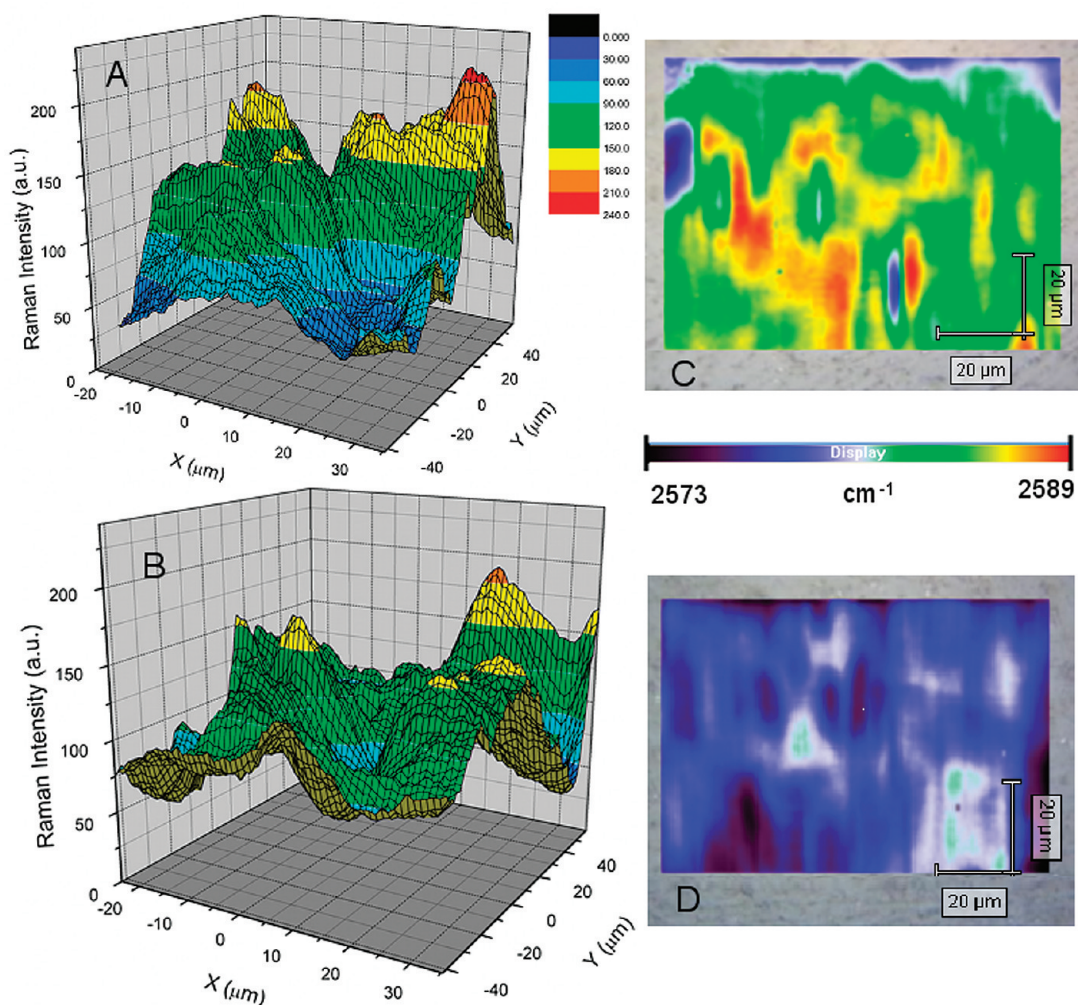 A
Raman Intensity (a.u.)
200
150
100
50
0
-20
-10
0
10
20
30
X (µm)
-40
-20
0
20
40
Y (µm)
0.000
30.00
60.00
90.00
120.0
150.0
180.0
210.0
240.0
C
20 µm
20 µm
Display
2573 cm-1 2589
B
Raman Intensity (a.u.)
200
150
100
50
0
-20
-10
0
10
20
30
X (µm)
-40
-20
0
20
40
Y (µm)
D
20 µm
20 µm